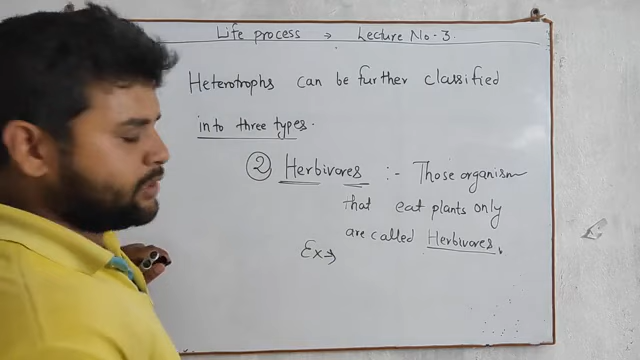 Life process → Lecture No-3.
Heterotrophs can be further classified
into three types.
② Herbivores :- Those organism
that eat plants only
are called Herbivores.
Ex⇒